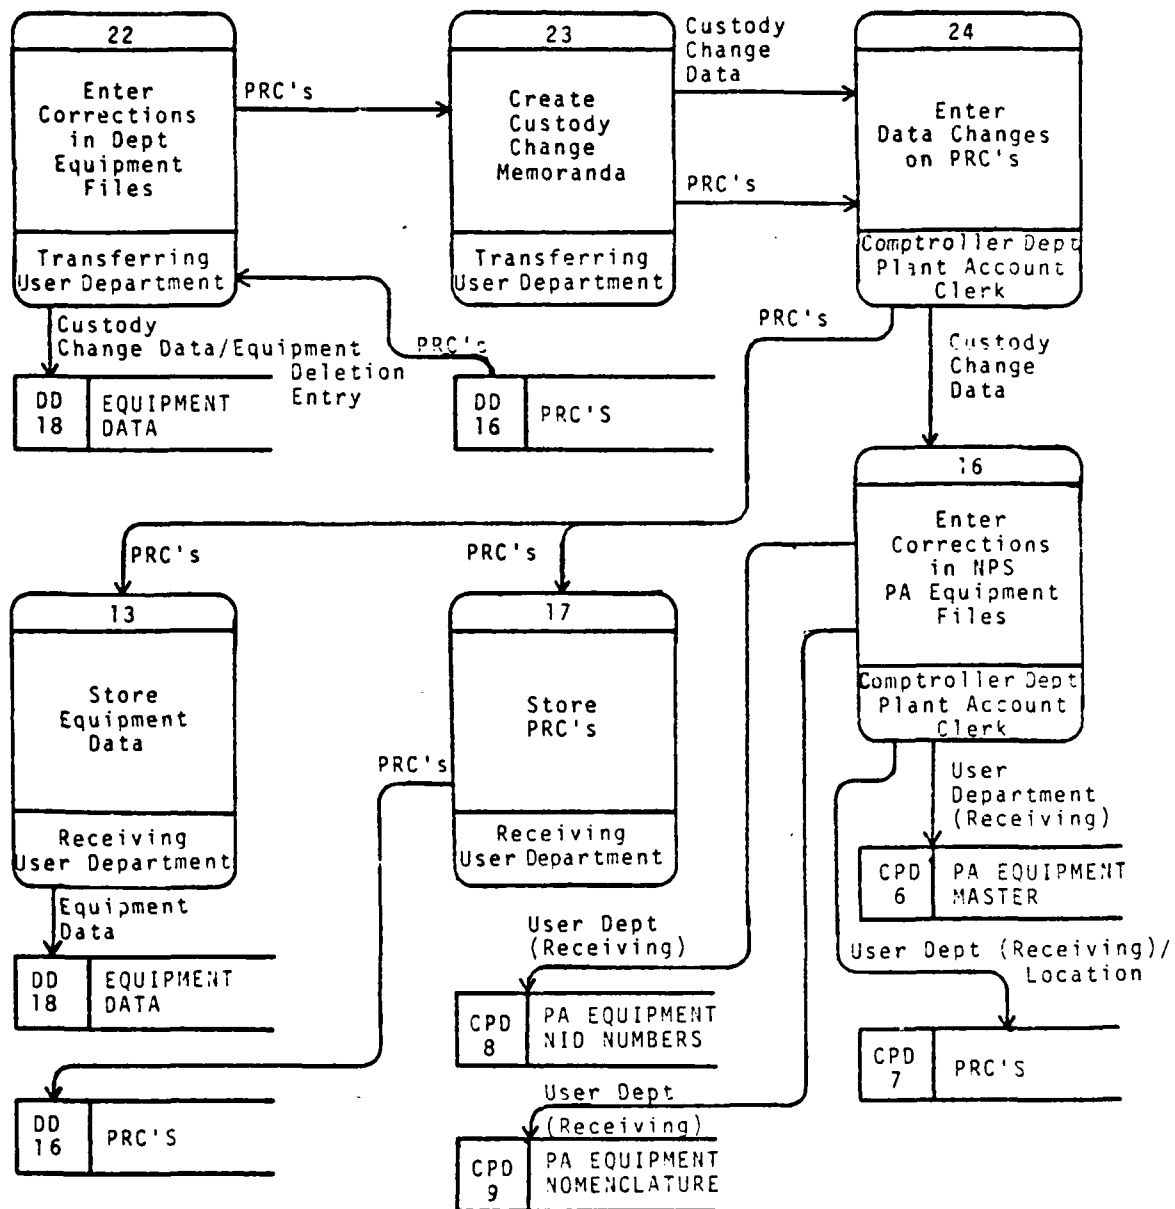 22
Enter
Corrections
in Dept
Equipment
Files
Transferring
User Department
PRC's
23
Create
Custody
Change
Memoranda
Transferring
User Department
Custody
Change
Data
PRC's
24
Enter
Data Changes
on PRC's
Comptroller Dept
Plant Account
Clerk
Custody
Change Data/Equipment
Deletion
Entry
PRC's
PRC's
Custody
Change
Data
DD
18
EQUIPMENT
DATA
DD
16
PRC'S
16
Enter
Corrections
in NPS
PA Equipment
Files
Comptroller Dept
Plant Account
Clerk
PRC's
PRC's
13
Store
Equipment
Data
Receiving
User Department
17
Store
PRC's
Receiving
User Department
PRC's
User
Department
(Receiving)
Equipment
Data
CPD
6
PA EQUIPMENT
MASTER
User Dept
(Receiving)
User Dept (Receiving)/
Location
DD
18
EQUIPMENT
DATA
CPD
8
PA EQUIPMENT
NID NUMBERS
CPD
7
PRC'S
User Dept
(Receiving)
DD
16
PRC'S
CPD
9
PA EQUIPMENT
NOMENCLATURE